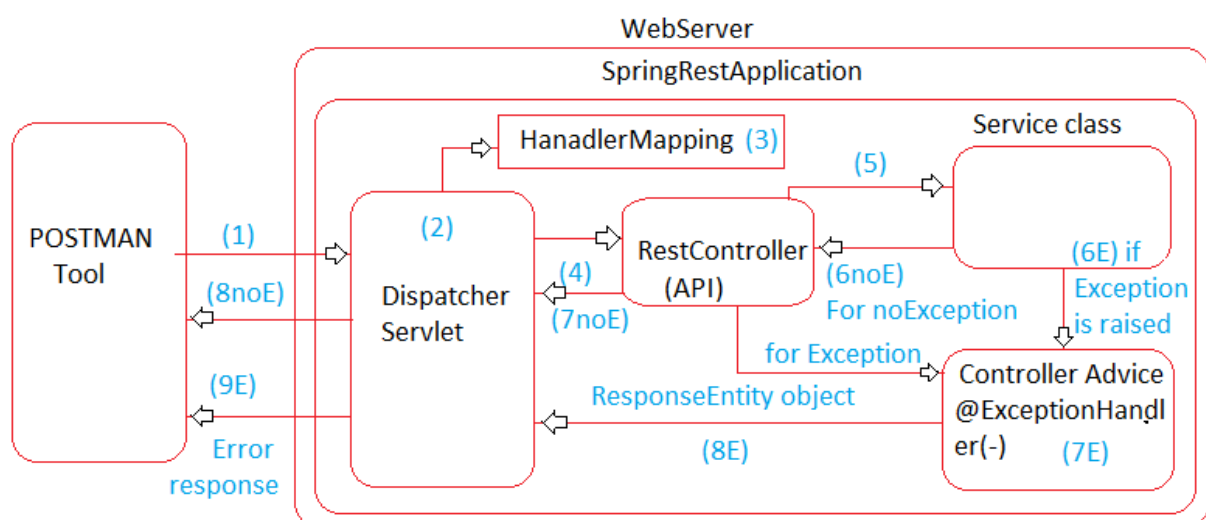 WebServer
SpringRestApplication
HanadlerMapping (3)
Service class
(5)
POSTMAN
Tool
(1)
(2)
(8noE)
Dispatcher
Servlet
(4)
(7noE)
RestController
(API)
(6noE)
For noException
(6E) if
Exception
is raised
for Exception
(9E)
Error
response
ResponseEntity object
(8E)
Controller Advice
@ExceptionHandl
er(-)
(7E)